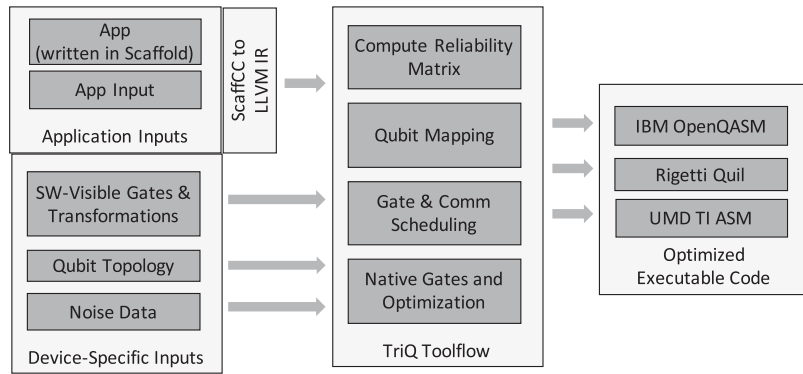 App
(written in Scaffold)
App Input
Application Inputs
ScaffCC to
LLVM IR
SW-Visible Gates &
Transformations
Qubit Topology
Noise Data
Device-Specific Inputs
Compute Reliability
Matrix
Qubit Mapping
Gate & Comm
Scheduling
Native Gates and
Optimization
TriQ Toolflow
IBM OpenQASM
Rigetti Quil
UMD TI ASM
Optimized
Executable Code